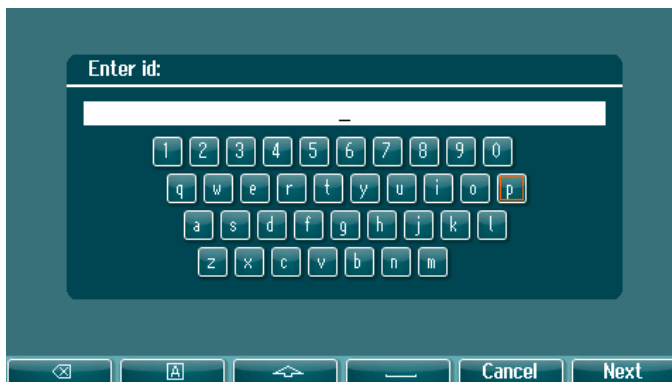 Enter id:
_
1 2 3 4 5 6 7 8 9 0
q w e r t y u i o p
a s d f g h j k l
z x c v b n m
A Cancel Next